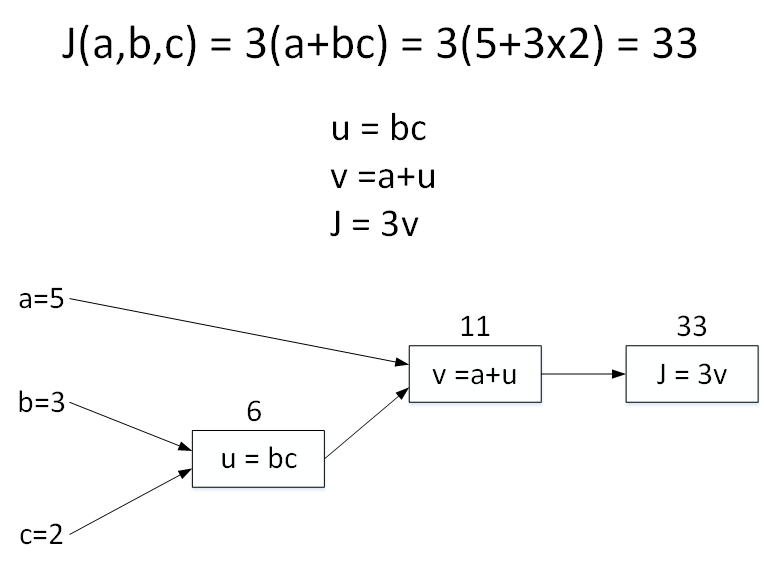 J(a,b,c) = 3(a+bc) = 3(5+3x2) = 33
u = bc
v =a+u
J = 3v
a=5
11
33
v =a+u
J = 3v
b=3
6
u = bc
c=2